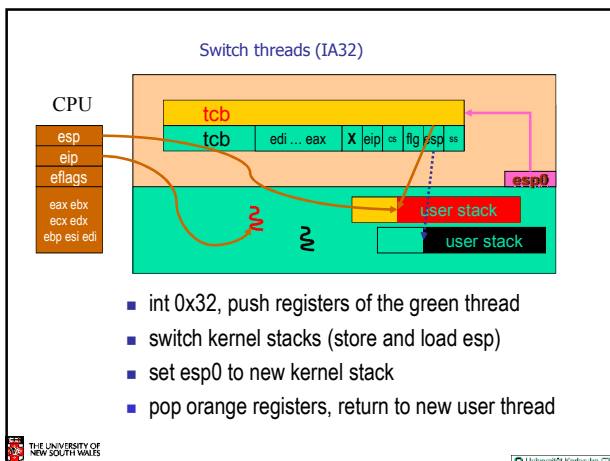 Switch threads (IA32)
CPU
esp
eip
eflags
eax ebx
ecx edx
ebp esi edi
tcb
tcb edi ... eax X eip cs flg esp ss
esp0
user stack
user stack
int 0x32, push registers of the green thread
switch kernel stacks (store and load esp)
set esp0 to new kernel stack
pop orange registers, return to new user thread
THE UNIVERSITY OF
NEW SOUTH WALES